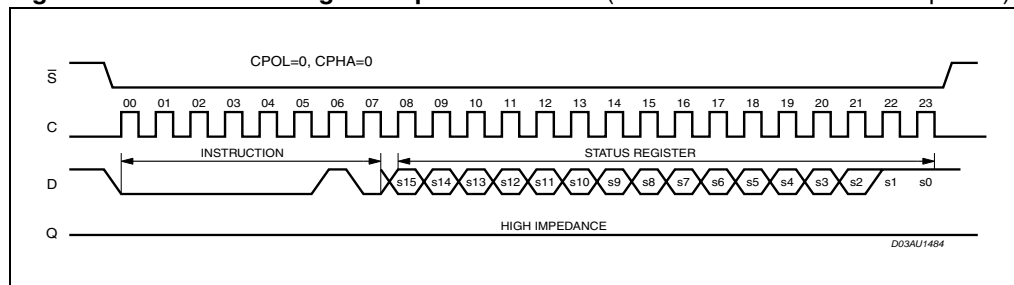 CPOL=0, CPHA=0
S
00 01 02 03 04 05 06 07 08 09 10 11 12 13 14 15 16 17 18 19 20 21 22 23
C
INSTRUCTION STATUS REGISTER
D s15 s14 s13 s12 s11 s10 s9 s8 s7 s6 s5 s4 s3 s2 s1 s0
HIGH IMPEDANCE
Q
D03AU1484